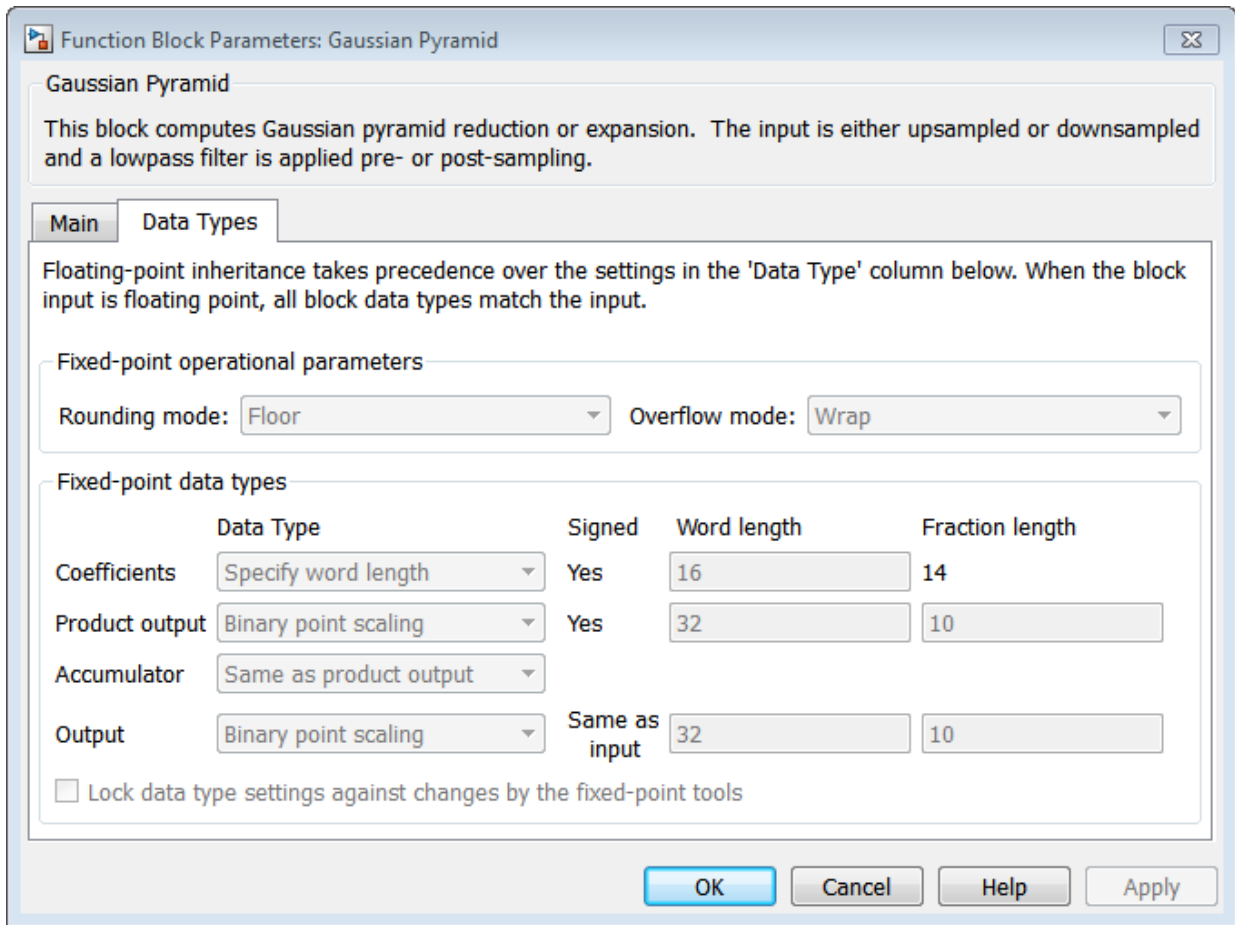 Function Block Parameters: Gaussian Pyramid
Gaussian Pyramid
This block computes Gaussian pyramid reduction or expansion.  The input is either upsampled or downsampled
and a lowpass filter is applied pre- or post-sampling.
Main Data Types
Floating-point inheritance takes precedence over the settings in the 'Data Type' column below. When the block
input is floating point, all block data types match the input.
Fixed-point operational parameters
Rounding mode: Floor Overflow mode: Wrap
Fixed-point data types
Data Type Signed Word length Fraction length
Coefficients Specify word length Yes 16 14
Product output Binary point scaling Yes 32 10
Accumulator Same as product output
Output Binary point scaling Same as input 32 10
Lock data type settings against changes by the fixed-point tools
OK Cancel Help Apply